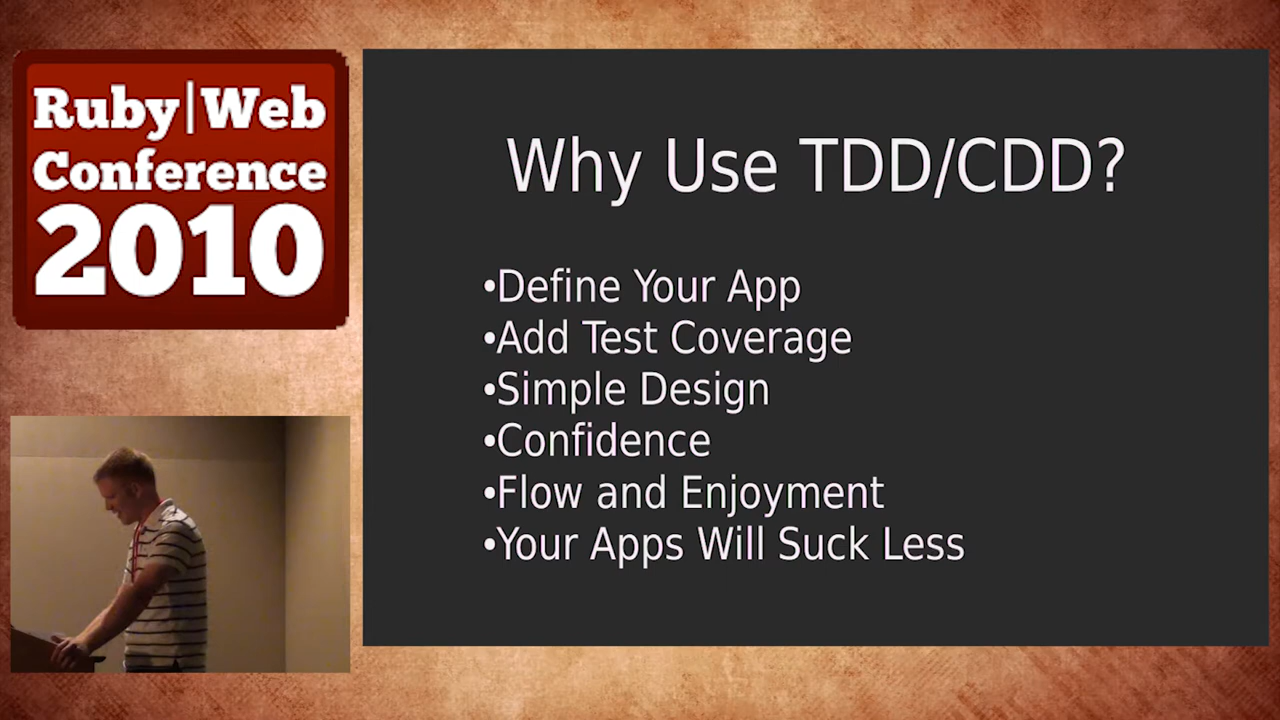 Ruby|Web
Conference
2010
Why Use TDD/CDD?
•Define Your App
•Add Test Coverage
•Simple Design
•Confidence
•Flow and Enjoyment
•Your Apps Will Suck Less